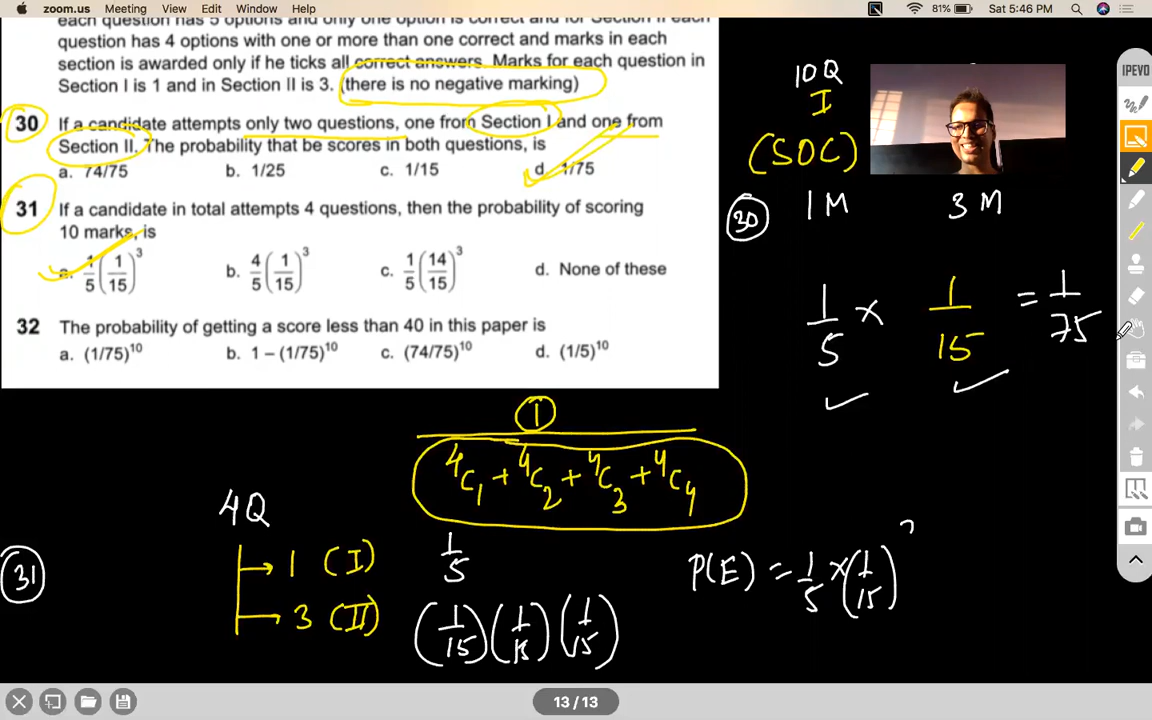 zoom.us Meeting View Edit Window Help 81% Sat 5:46 PM
each question has 5 options and only one option is correct and for Section II each
question has 4 options with one or more than one correct and marks in each
section is awarded only if he ticks all correct answers. Marks for each question in
Section I is 1 and in Section II is 3. (there is no negative marking)
30 If a candidate attempts only two questions, one from Section I and one from
Section II. The probability that be scores in both questions, is
a. 74/75 b. 1/25 c. 1/15 d. 1/75
31 If a candidate in total attempts 4 questions, then the probability of scoring
10 marks, is
a. 1/5 (1/15)³ b. 4/5 (1/15)³ c. 1/5 (14/15)³ d. None of these
32 The probability of getting a score less than 40 in this paper is
a. (1/75)¹⁰ b. 1 – (1/75)¹⁰ c. (74/75)¹⁰ d. (1/5)¹⁰
10Q
I
(SOC)
30 1M 3M
1/5 × 1/15 = 1/75
IPEVO
1
⁴C₁ + ⁴C₂ + ⁴C₃ + ⁴C₄
31
4Q
→ 1 (I) 1/5
→ 3 (II) (1/15) (1/15) (1/15)
P(E) = 1/5 × (1/15)
13 / 13